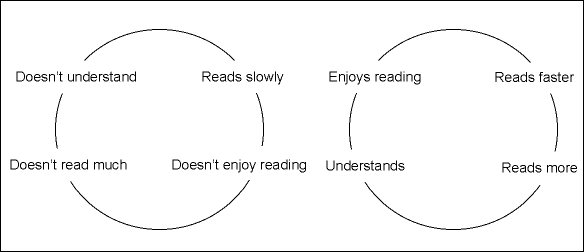 Doesn't understand
Reads slowly
Doesn't read much
Doesn't enjoy reading
Enjoys reading
Reads faster
Understands
Reads more